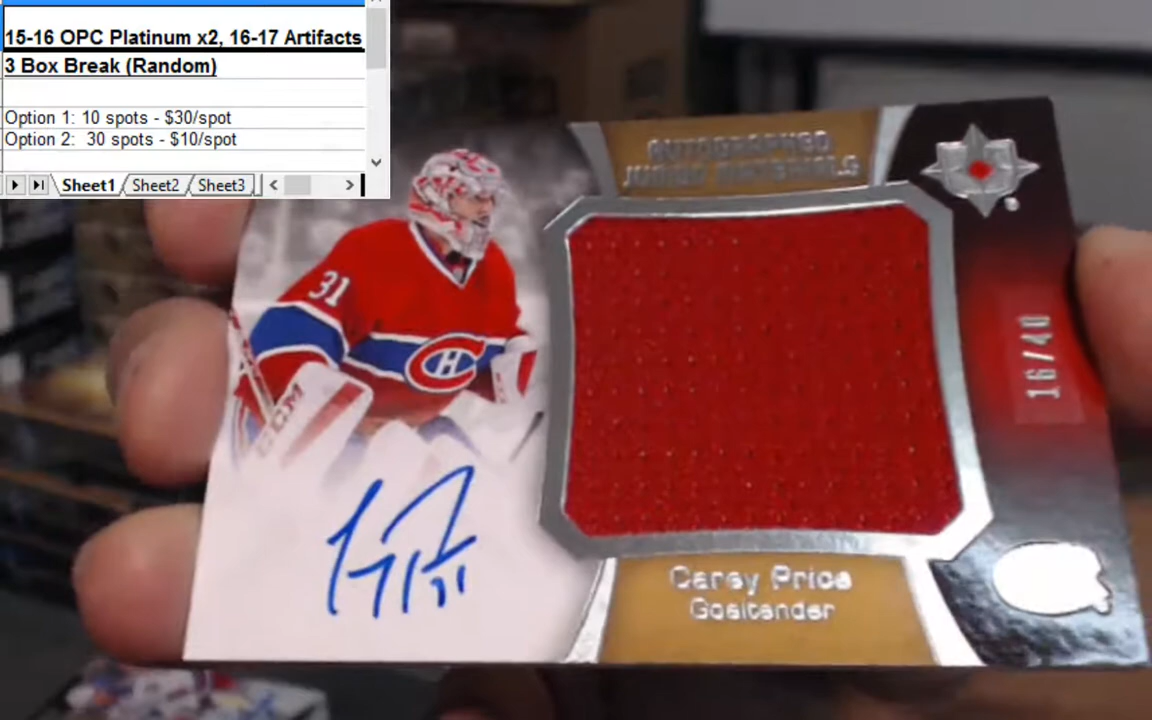 15-16 OPC Platinum x2, 16-17 Artifacts
3 Box Break (Random)
Option 1: 10 spots - $30/spot
Option 2:  30 spots - $10/spot
Sheet1 Sheet2 Sheet3
AUTOGRAPHED
JUMBO MATERIALS
31
CCM
16/40
Carey Price
Goaltender